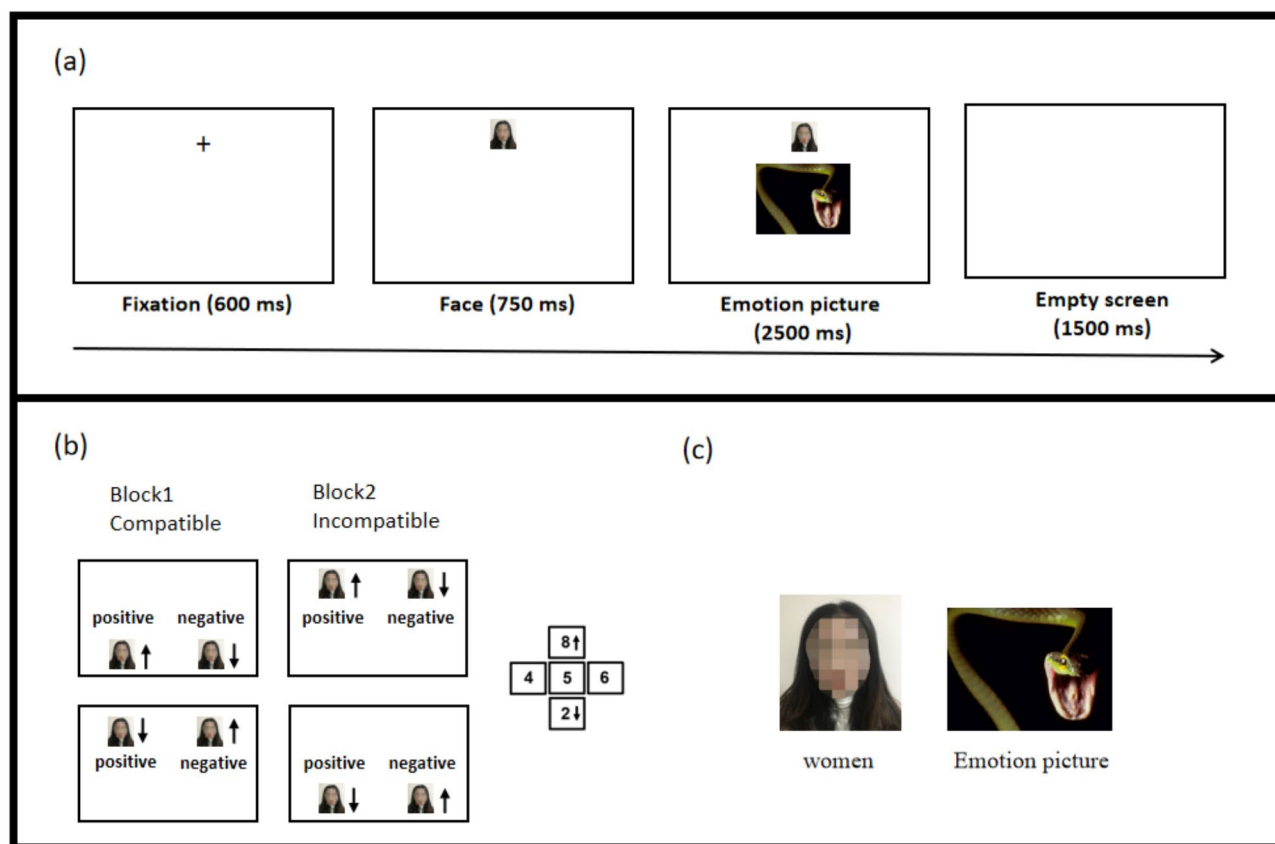 (a)
+
Fixation (600 ms)
Face (750 ms)
Emotion picture
(2500 ms)
Empty screen
(1500 ms)
(b)
Block1
Compatible
Block2
Incompatible
positive negative
positive negative
positive negative
positive negative
8↑
4 5 6
2↓
(c)
women
Emotion picture